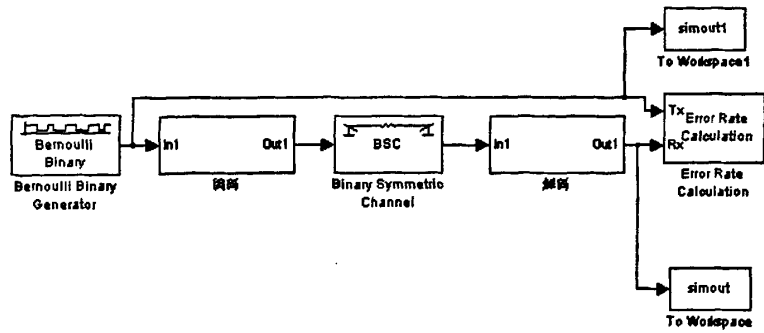 simout1
To Workspace1
Tx
Error Rate
Calculation
Rx
Error Rate
Calculation
Bernoulli
Binary
Bernoulli Binary
Generator
In1
Out1
BSC
Binary Symmetric
Channel
In1
Out1
simout
To Workspace